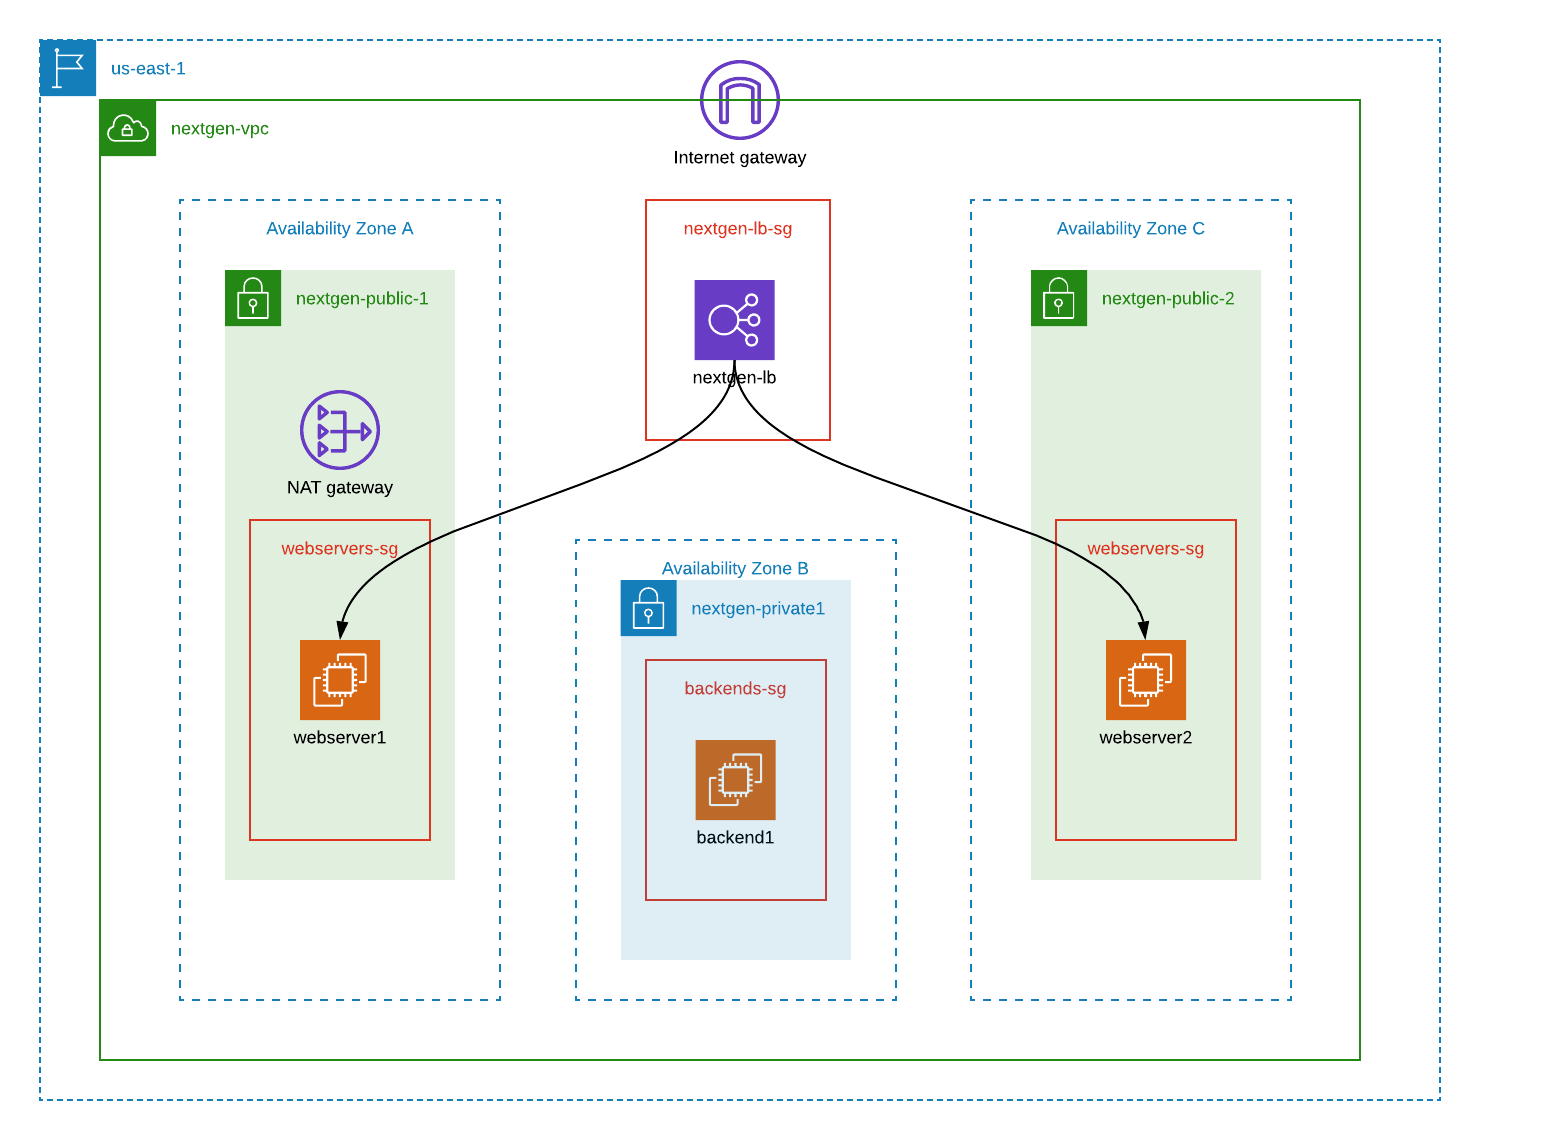 us-east-1
nextgen-vpc
Internet gateway
Availability Zone A
nextgen-lb-sg
Availability Zone C
nextgen-public-1
nextgen-public-2
nextgen-lb
NAT gateway
webservers-sg
webservers-sg
Availability Zone B
nextgen-private1
backends-sg
webserver1
webserver2
backend1